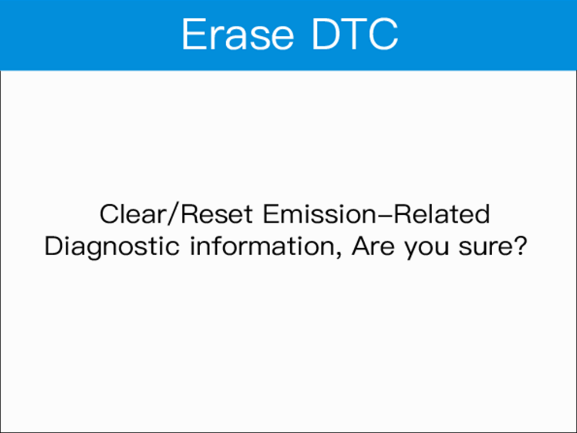 Erase DTC
Clear/Reset Emission–Related
Diagnostic information, Are you sure?